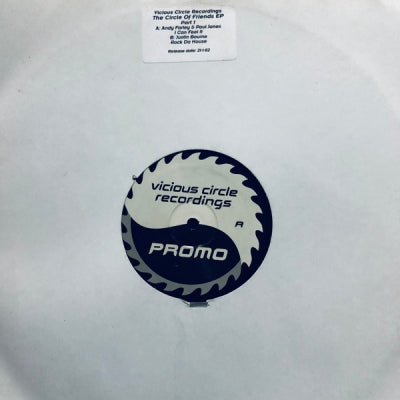 Vicious Circle Recordings
The Circle Of Friends EP
Part 1
A: Andy Farley & Paul Janes
I Can Feel It
B: Justin Bourne
Rock Da House
Release date: 21-1-02
vicious circle
recordings
A
PROMO